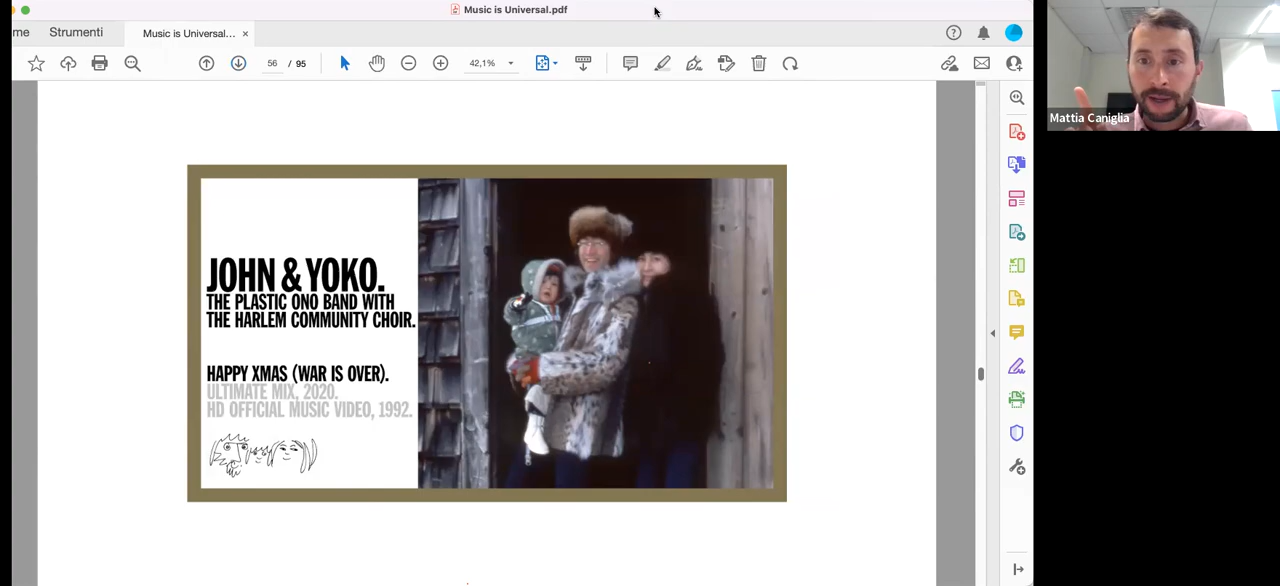 Music is Universal.pdf
me
Strumenti
Music is Universal...
56 / 95
42,1%
Mattia Caniglia
JOHN & YOKO.
THE PLASTIC ONO BAND WITH
THE HARLEM COMMUNITY CHOIR.
HAPPY XMAS (WAR IS OVER).
ULTIMATE MIX, 2020.
HD OFFICIAL MUSIC VIDEO, 1992.